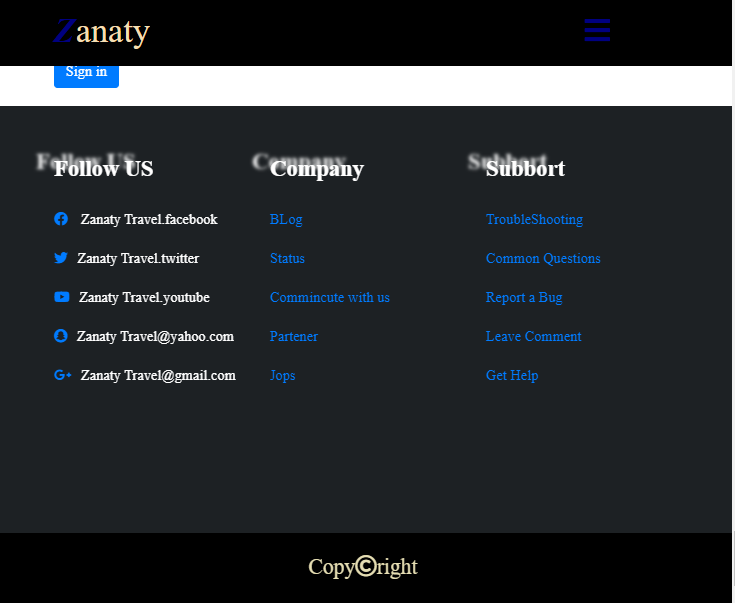 Zanaty
Sign in
Follow US
Zanaty Travel.facebook
Zanaty Travel.twitter
Zanaty Travel.youtube
Zanaty Travel@yahoo.com
Zanaty Travel@gmail.com
Company
BLog
Status
Commincute with us
Partener
Jops
Subbort
TroubleShooting
Common Questions
Report a Bug
Leave Comment
Get Help
Copy©right